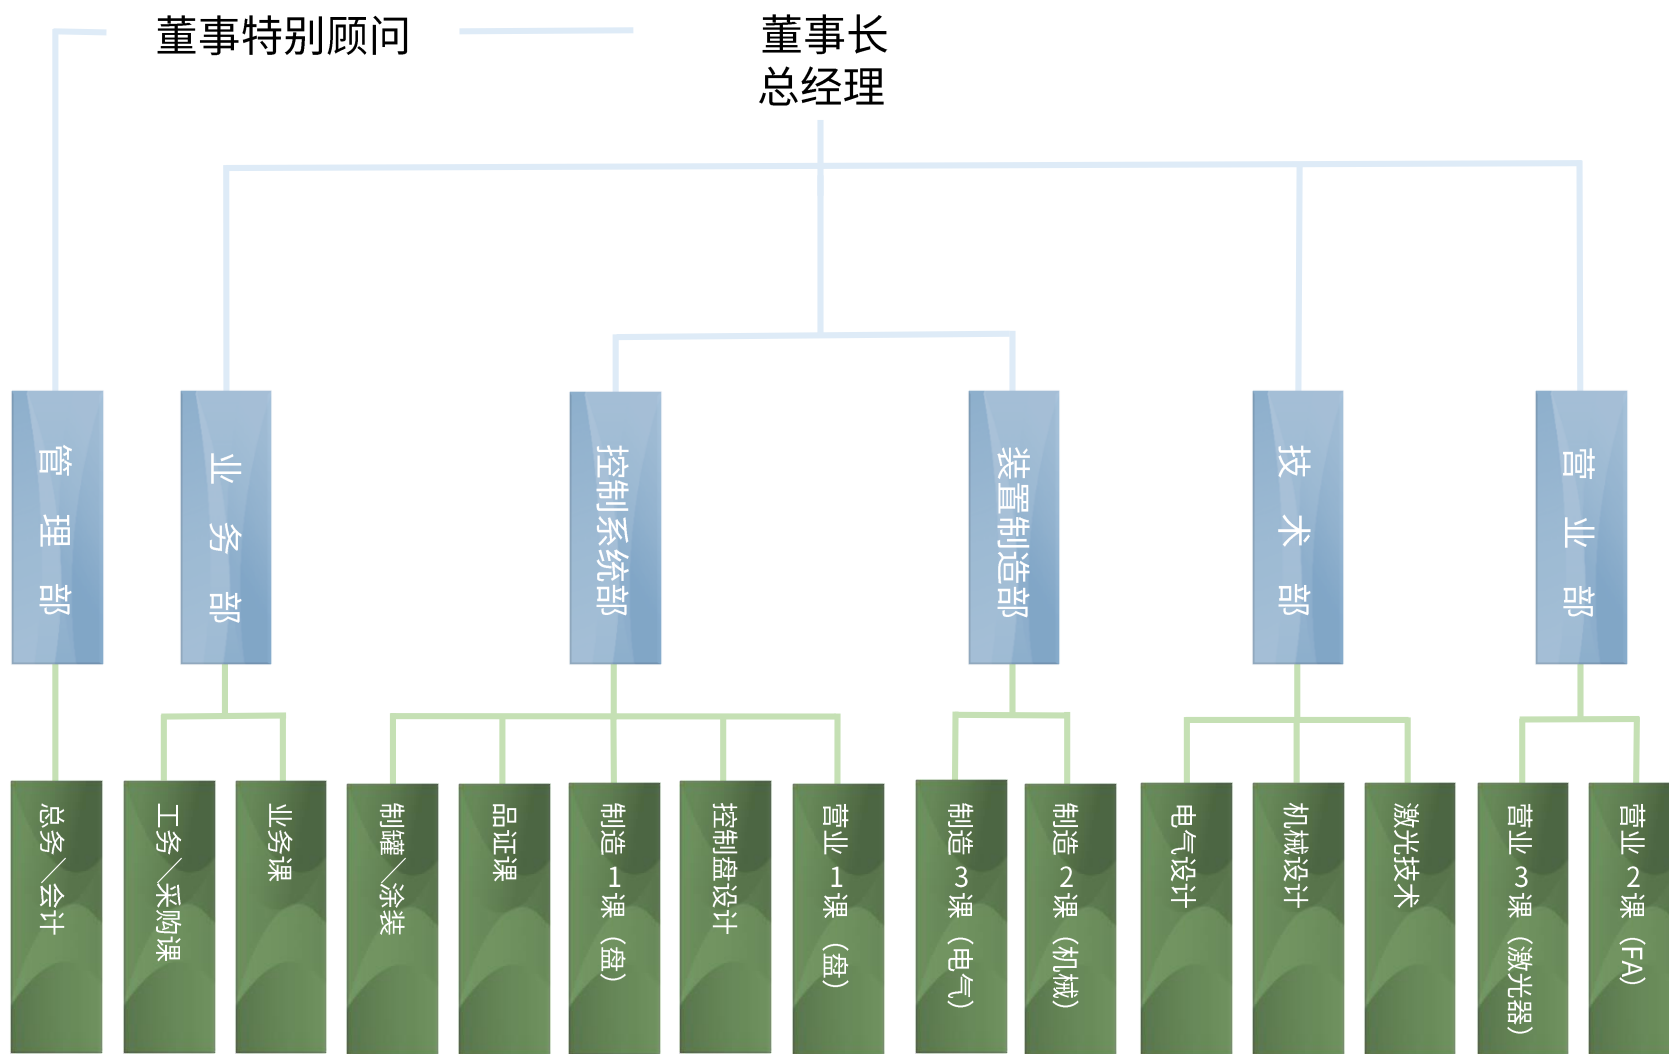 董事特别顾问
董事长
总经理
管理部
业务部
控制系统部
装置制造部
技术部
营业部
总务／会计
工务／采购课
业务课
制罐／涂装
品证课
制造1课（盘）
控制盘设计
营业1课（盘）
制造3课（电气）
制造2课（机械）
电气设计
机械设计
激光技术
营业3课（激光器）
营业2课（FA）